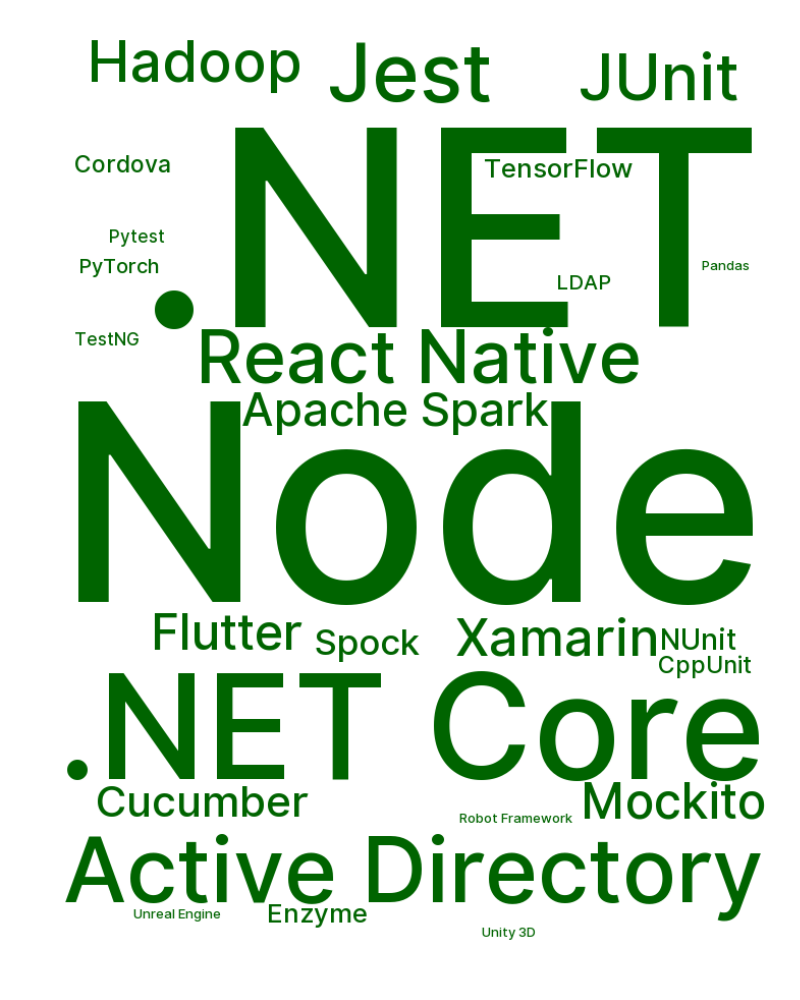 Hadoop
Jest
JUnit
.NET
Cordova
TensorFlow
Pytest
PyTorch
Pandas
LDAP
TestNG
React Native
Apache Spark
Node
Flutter
Spock
Xamarin
NUnit
CppUnit
.NET Core
Cucumber
Robot Framework
Mockito
Active Directory
Unreal Engine
Enzyme
Unity 3D